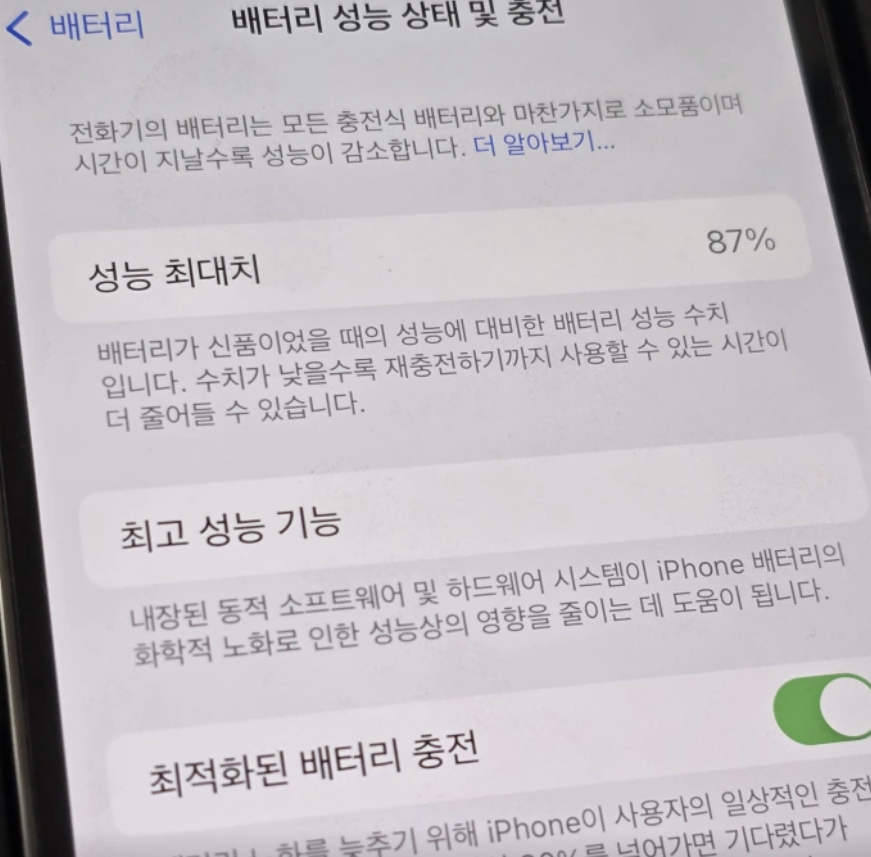 배터리 배터리 성능 상태 및 충전
전화기의 배터리는 모든 충전식 배터리와 마찬가지로 소모품이며
시간이 지날수록 성능이 감소합니다. 더 알아보기...
성능 최대치 87%
배터리가 신품이었을 때의 성능에 대비한 배터리 성능 수치
입니다. 수치가 낮을수록 재충전하기까지 사용할 수 있는 시간이
더 줄어들 수 있습니다.
최고 성능 기능
내장된 동적 소프트웨어 및 하드웨어 시스템이 iPhone 배터리의
화학적 노화로 인한 성능상의 영향을 줄이는 데 도움이 됩니다.
최적화된 배터리 충전
노화를 늦추기 위해 iPhone이 사용자의 일상적인 충전
넘어가면 기다렸다가